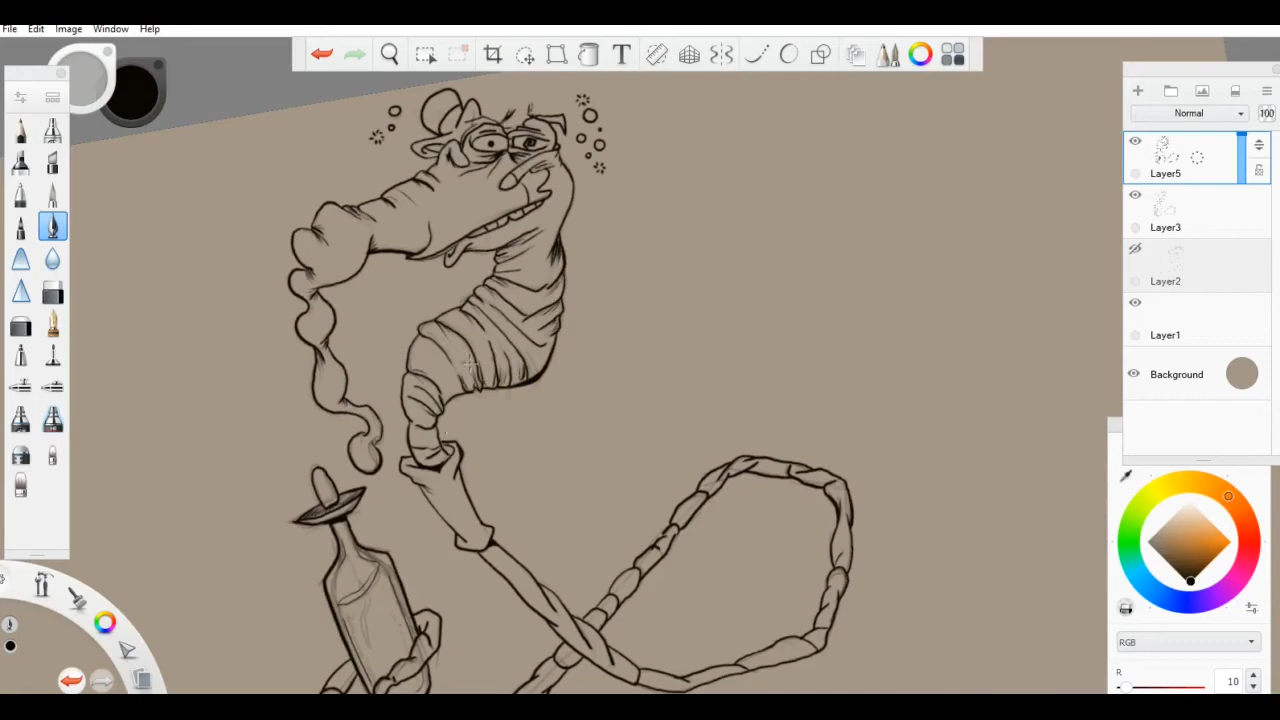 File Edit Image Window Help
T
Normal 100
Layer5
Layer3
Layer2
Layer1
Background
RGB
R 10